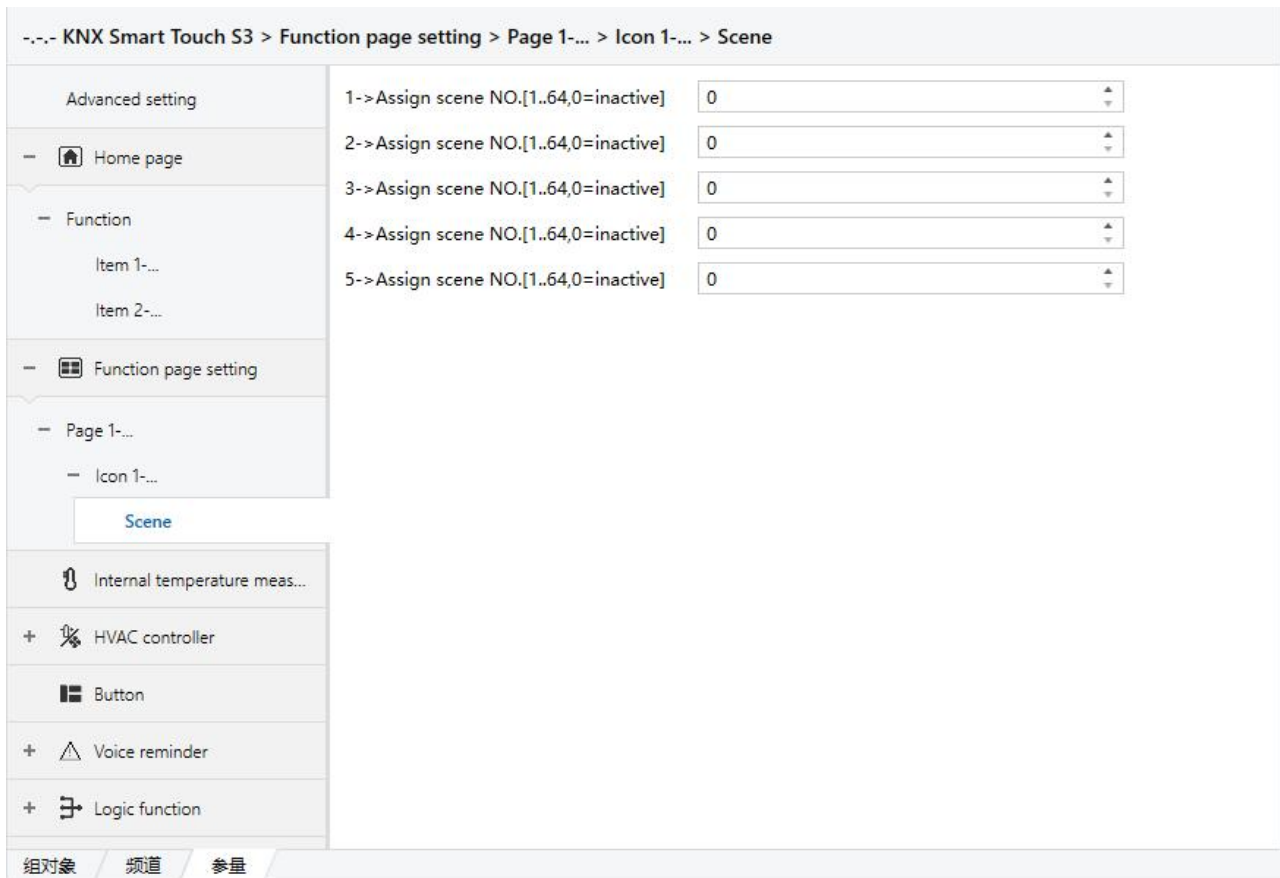 -.-.- KNX Smart Touch S3 > Function page setting > Page 1-... > Icon 1-... > Scene
Advanced setting
Home page
Function
Item 1-...
Item 2-...
Function page setting
Page 1-...
Icon 1-...
Scene
Internal temperature meas...
HVAC controller
Button
Voice reminder
Logic function
1->Assign scene NO.[1..64,0=inactive] 0
2->Assign scene NO.[1..64,0=inactive] 0
3->Assign scene NO.[1..64,0=inactive] 0
4->Assign scene NO.[1..64,0=inactive] 0
5->Assign scene NO.[1..64,0=inactive] 0
组对象 频道 参量